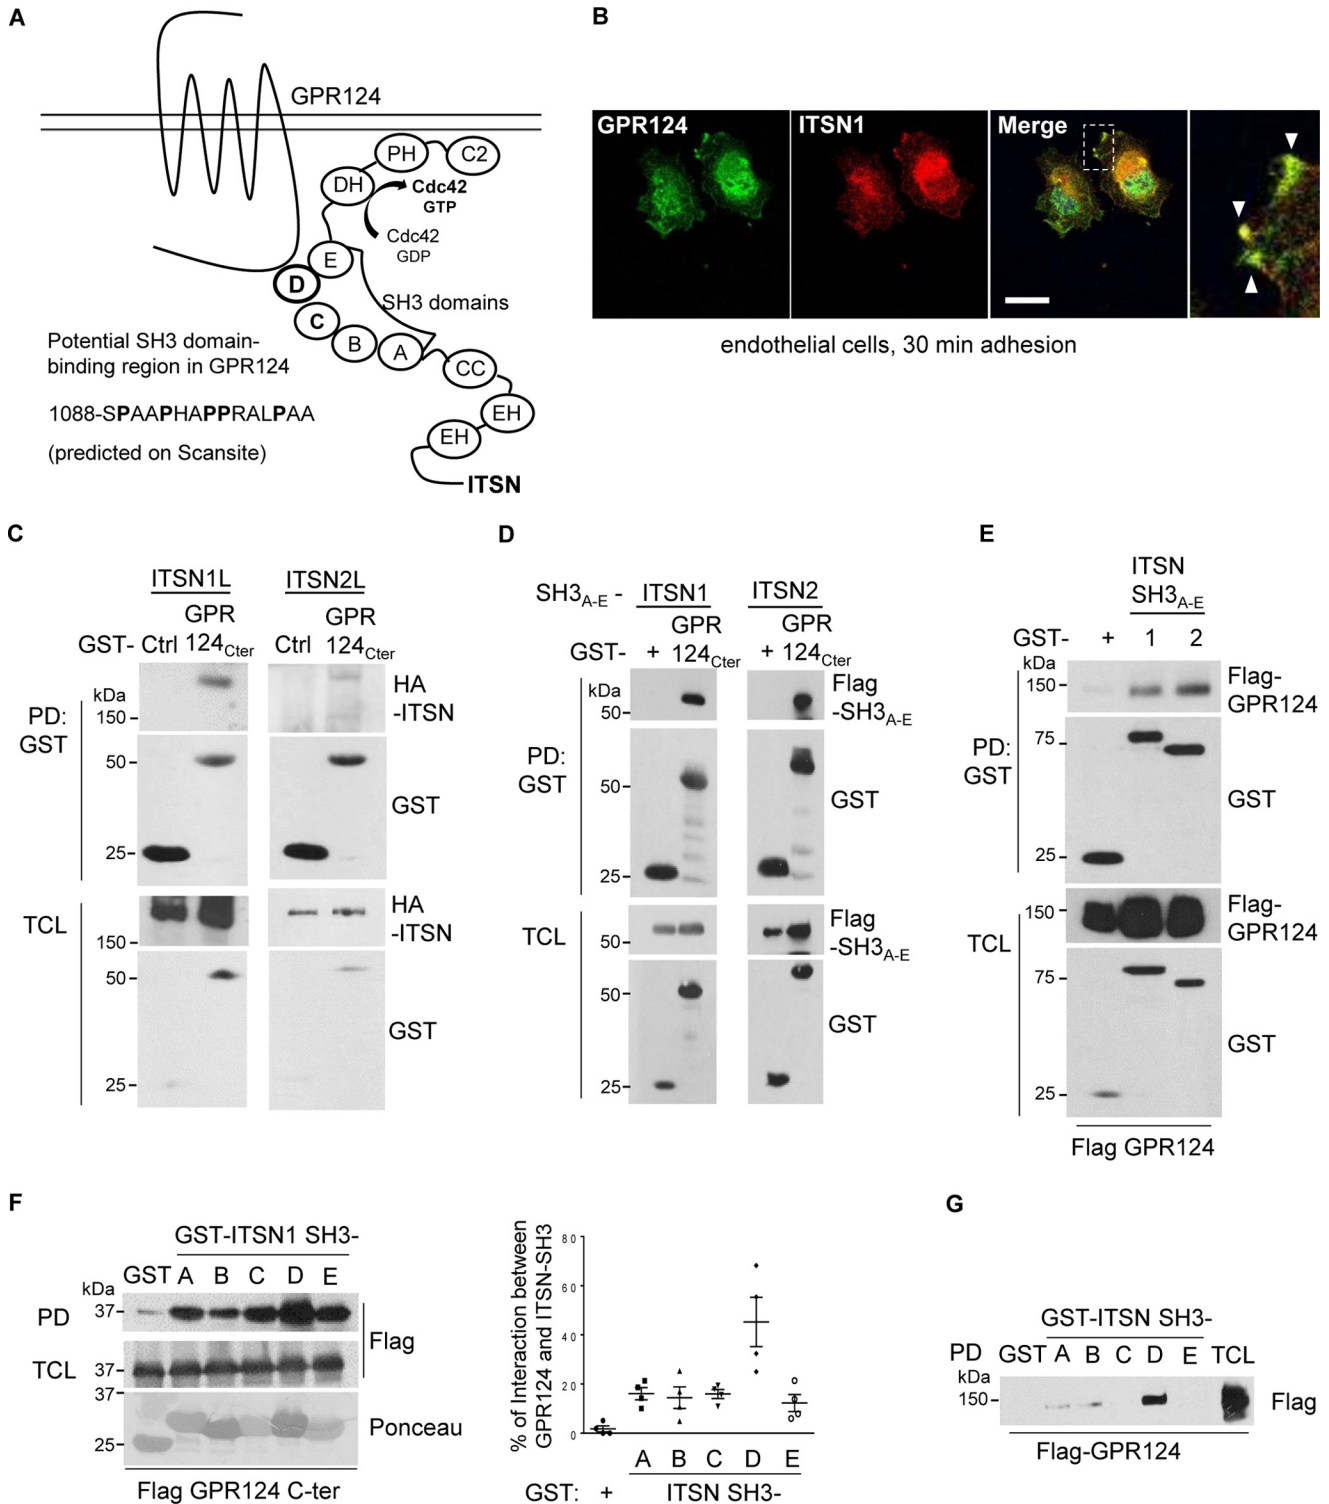 A
GPR124
PH
C2
DH
Cdc42
GTP
Cdc42
GDP
E
D
SH3 domains
C
B
A
CC
Potential SH3 domain-
binding region in GPR124
1088-SPAAPHAPPRALPAA
(predicted on Scansite)
EH
EH
ITSN
B
GPR124
ITSN1
Merge
endothelial cells, 30 min adhesion
C
ITSN1L
ITSN2L
GPR
GPR
GST- Ctrl 124Cter
Ctrl 124Cter
kDa
PD:
GST
150
HA
-ITSN
50
GST
25
TCL
HA
-ITSN
150
50
GST
25
D
SH3A-E - ITSN1
ITSN2
GPR
GPR
GST- + 124Cter
+ 124Cter
kDa
50
Flag
-SH3A-E
PD:
GST
50
GST
25
TCL
50
Flag
-SH3A-E
50
GST
25
E
ITSN
SH3A-E
GST- + 1 2
kDa
150
Flag-
GPR124
PD:
GST
75
GST
25
150
Flag-
GPR124
TCL
75
GST
25
Flag GPR124
F
GST-ITSN1 SH3-
GST A B C D E
kDa
PD
37
Flag
TCL
37
37
Ponceau
25
Flag GPR124 C-ter
% of Interaction between
GPR124 and ITSN-SH3
80
60
40
20
0
A B C D E
GST: + ITSN SH3-
G
GST-ITSN SH3-
PD GST A B C D E TCL
kDa
150
Flag
Flag-GPR124